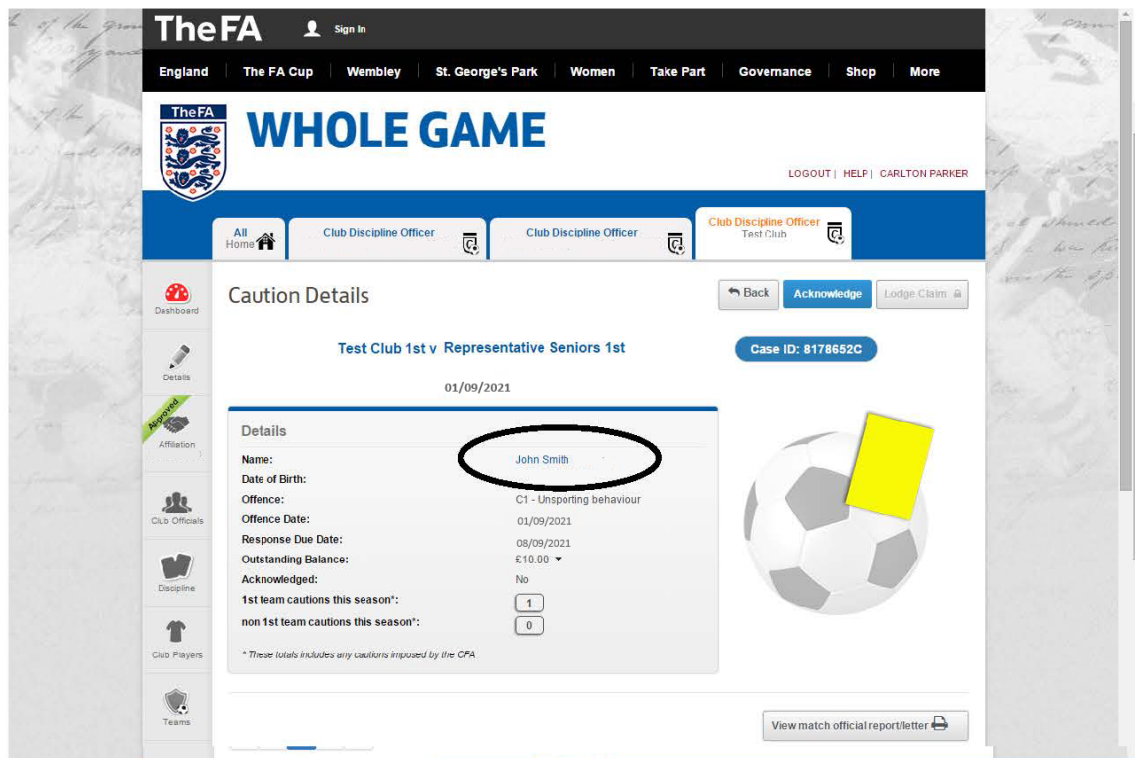 TheFA Sign In
England The FA Cup Wembley St. George's Park Women Take Part Governance Shop More
TheFA
WHOLE GAME
LOGOUT | HELP | CARLTON PARKER
All
Home
Club Discipline Officer
Club Discipline Officer
Club Discipline Officer
Test Club
Dashboard
Details
Approved
Affiliation
Club Officials
Discipline
Club Players
Teams
Caution Details
Back Acknowledge Lodge Claim
Test Club 1st v Representative Seniors 1st
Case ID: 8178652C
01/09/2021
Details
Name: John Smith
Date of Birth:
Offence: C1 - Unsporting behaviour
Offence Date: 01/09/2021
Response Due Date: 08/09/2021
Outstanding Balance: £10.00
Acknowledged: No
1st team cautions this season*: 1
non 1st team cautions this season*: 0
* These totals includes any cautions imposed by the CFA
View match official report/letter